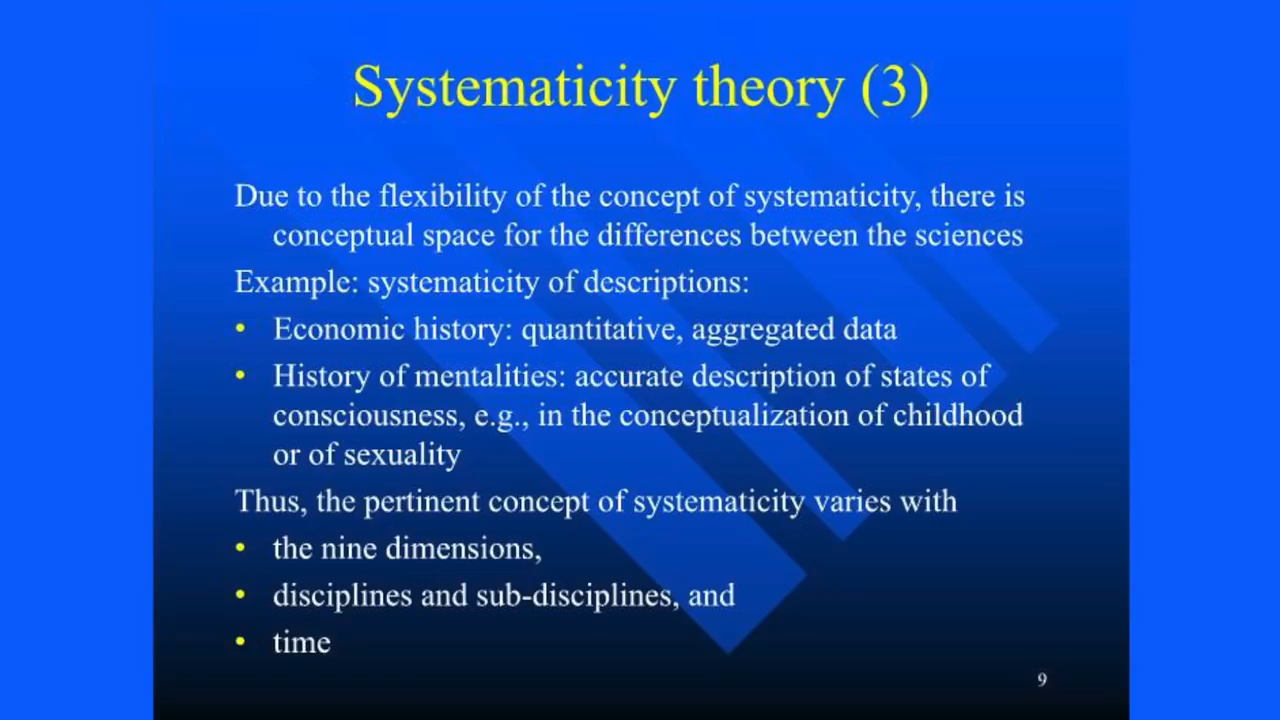 Systematicity theory (3)
Due to the flexibility of the concept of systematicity, there is
conceptual space for the differences between the sciences
Example: systematicity of descriptions:
• Economic history: quantitative, aggregated data
• History of mentalities: accurate description of states of
consciousness, e.g., in the conceptualization of childhood
or of sexuality
Thus, the pertinent concept of systematicity varies with
• the nine dimensions,
• disciplines and sub-disciplines, and
• time
9